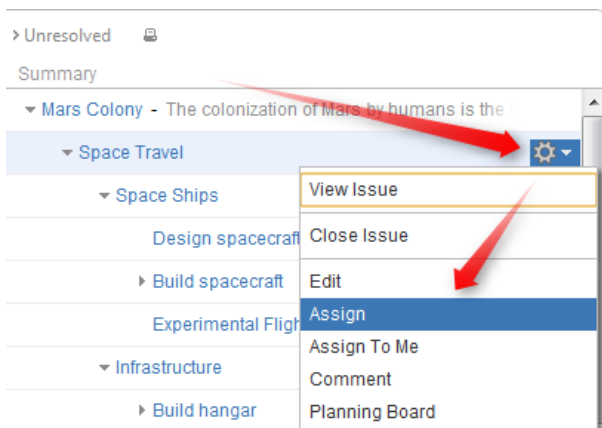 Unresolved
Summary
Mars Colony - The colonization of Mars by humans is the
Space Travel
Space Ships
View Issue
Design spacecraft
Close Issue
Build spacecraft
Edit
Assign
Experimental Fligh
Assign To Me
Infrastructure
Comment
Build hangar
Planning Board